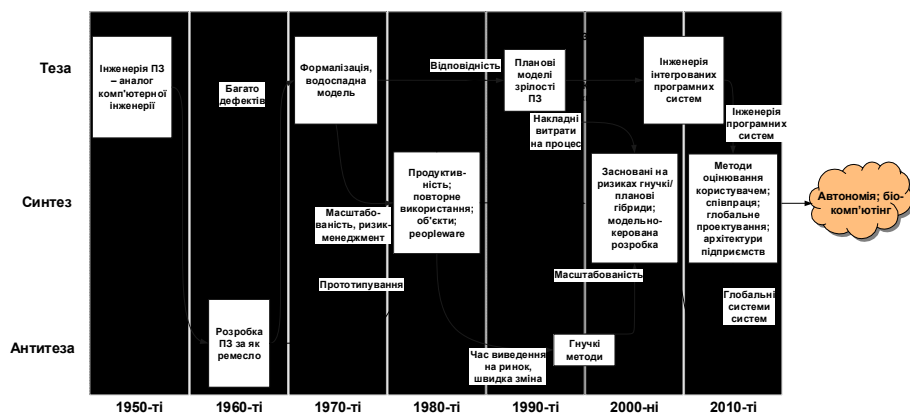 Теза
Інженерія ПЗ
– аналог
комп'ютерної
інженерії
Багато
дефектів
Формалізація,
водоспадна
модель
Відповідність
Планові
моделі
зрілості
ПЗ
Накладні
витрати
на процес
Інженерія
інтегрованих
програмних
систем
Інженерія
програмних
систем
Синтез
Масштабо-
ваність, ризик-
менеджмент
Продуктив-
ність;
повторне
використання;
об'єкти;
peopleware
Засновані на
ризиках гнучкі/
планові
гібриди;
модельно-
керована
розробка
Методи
оцінювання
користувачем;
співпраця;
глобальне
проектування;
архітектури
підприємств
Автономія; біо-
комп'ютінг
Прототипування
Масштабованість
Глобальні
системи
систем
Антитеза
Розробка
ПЗ за як
ремесло
Час виведення
на ринок,
швидка зміна
Гнучкі
методи
1950-ті
1960-ті
1970-ті
1980-ті
1990-ті
2000-ні
2010-ті